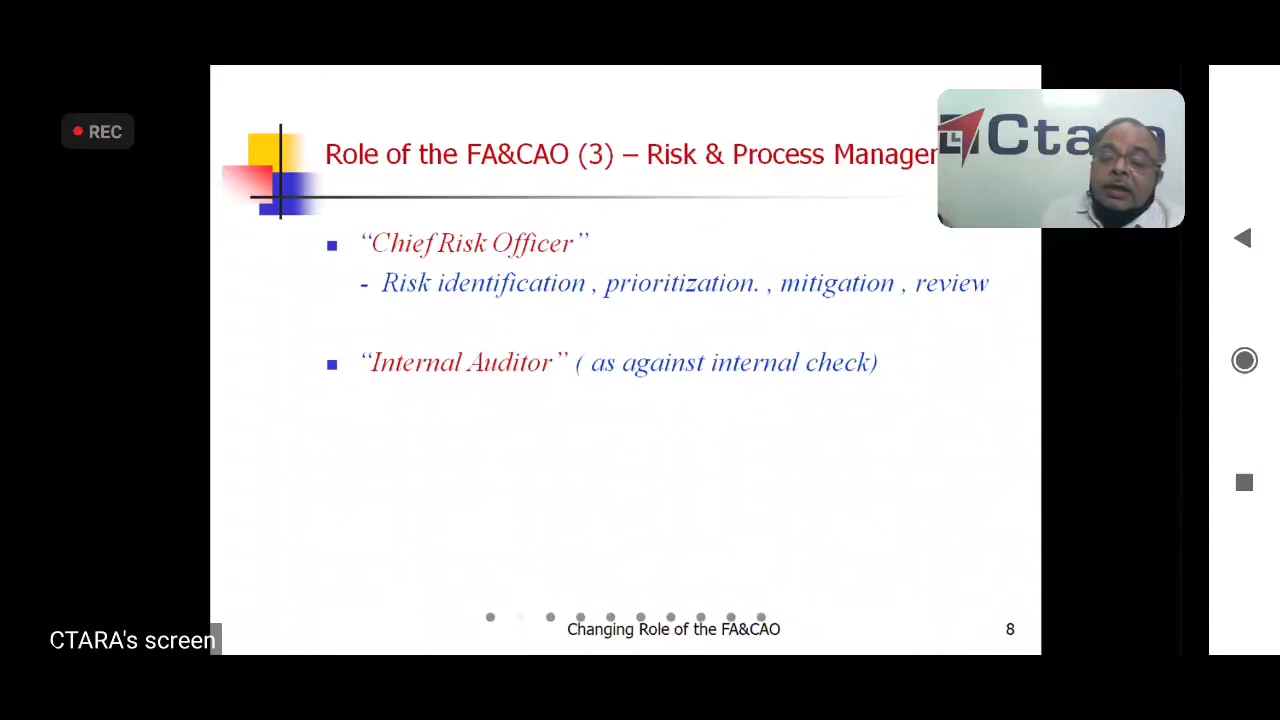 REC
Role of the FA&CAO (3) – Risk & Process Manager
Ctara
“Chief Risk Officer”
- Risk identification , prioritization. , mitigation , review
“Internal Auditor” ( as against internal check)
Changing Role of the FA&CAO
8
CTARA's screen